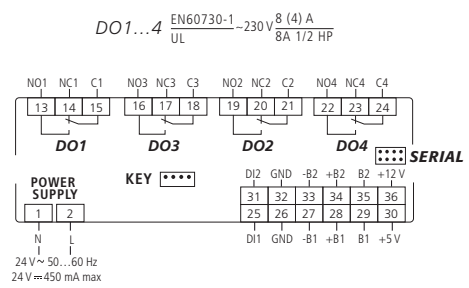 DO1...4 EN60730-1 ~230 V 8 (4) A
UL 8A 1/2 HP
NO1 NC1 C1 NO3 NC3 C3 NO2 NC2 C2 NO4 NC4 C4
13 14 15 16 17 18 19 20 21 22 23 24
DO1 DO3 DO2 DO4
SERIAL
POWER SUPPLY
KEY
DI2 GND -B2 +B2 B2 +12 V
31 32 33 34 35 36
1 2 25 26 27 28 29 30
N L DI1 GND -B1 +B1 B1 +5 V
24 V ~ 50...60 Hz
24 V ⎓ 450 mA max